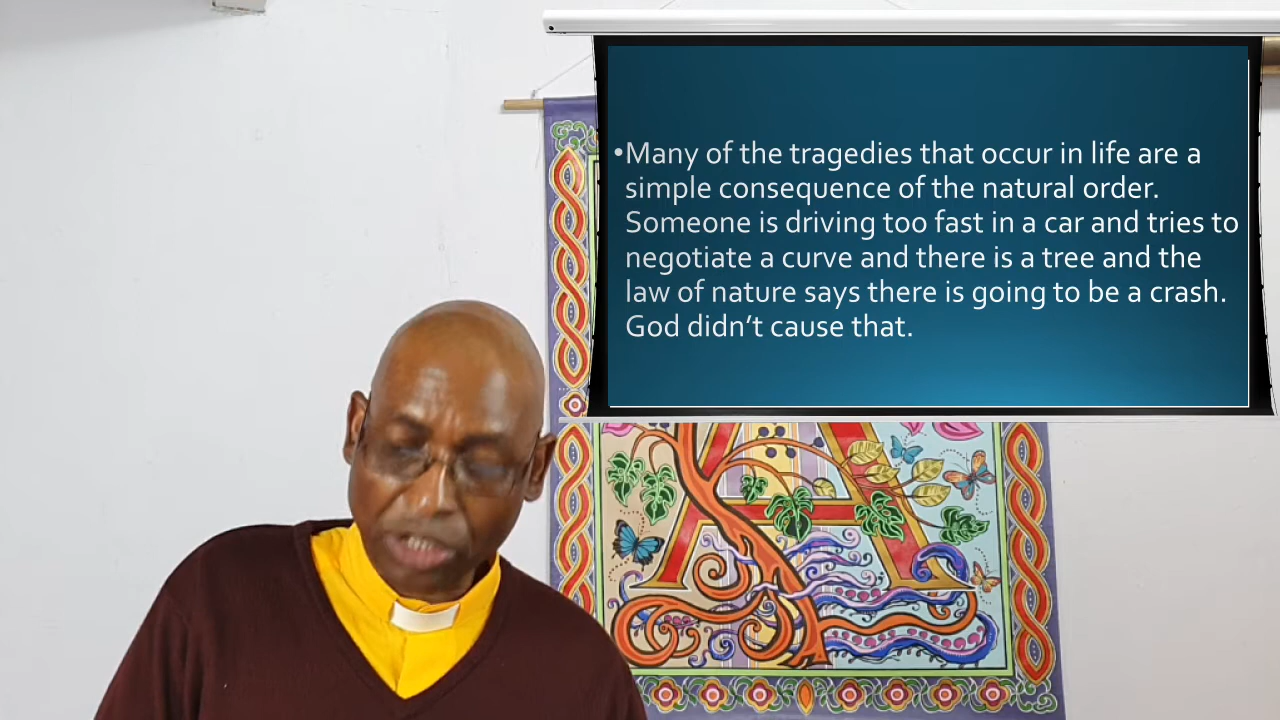 •Many of the tragedies that occur in life are a
simple consequence of the natural order.
Someone is driving too fast in a car and tries to
negotiate a curve and there is a tree and the
law of nature says there is going to be a crash.
God didn’t cause that.